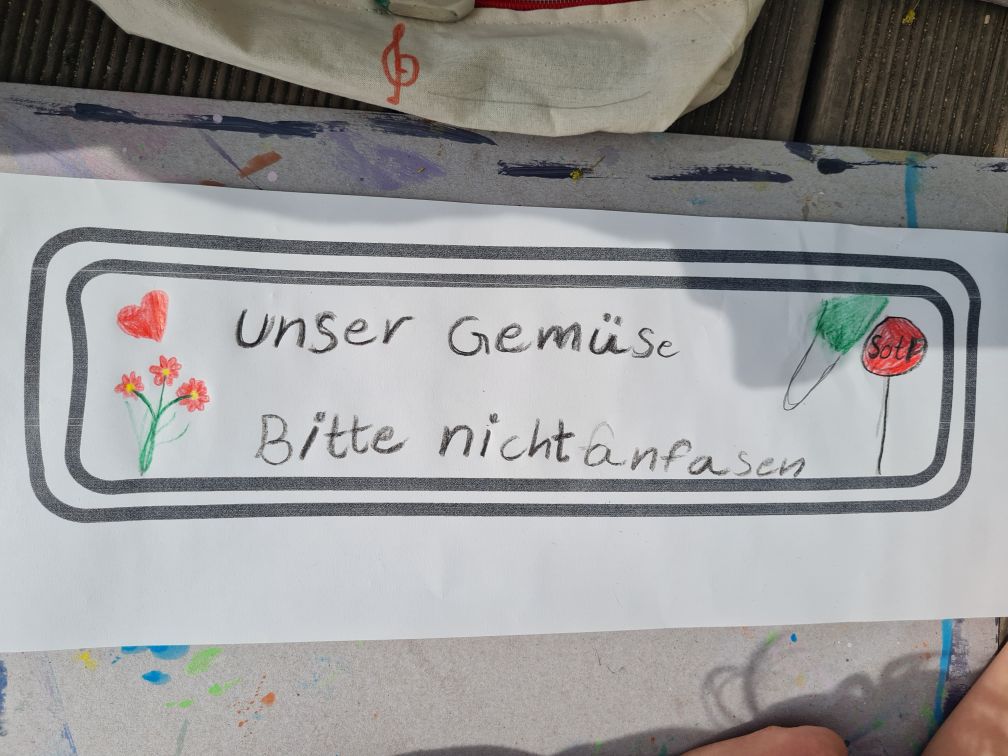 unser Gemüse
Bitte nicht anfasen
Sotp